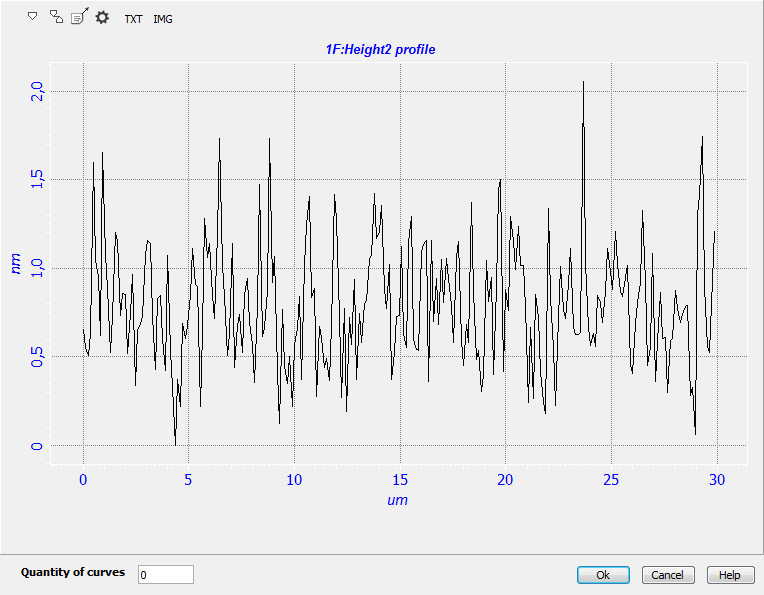 TXT IMG
1F:Height2 profile
2,0
1,5
1,0
0,5
0
nm
0 5 10 15 20 25 30
um
Quantity of curves 0 Ok Cancel Help